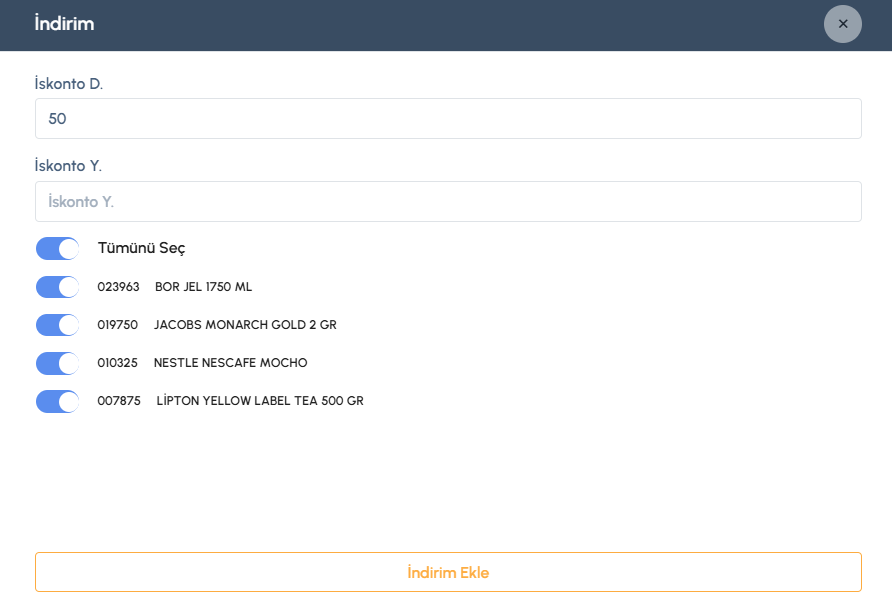 İndirim
İskonto D.
50
İskonto Y.
İskonto Y.
Tümünü Seç
023963 BOR JEL 1750 ML
019750 JACOBS MONARCH GOLD 2 GR
010325 NESTLE NESCAFE MOCHO
007875 LİPTON YELLOW LABEL TEA 500 GR
İndirim Ekle